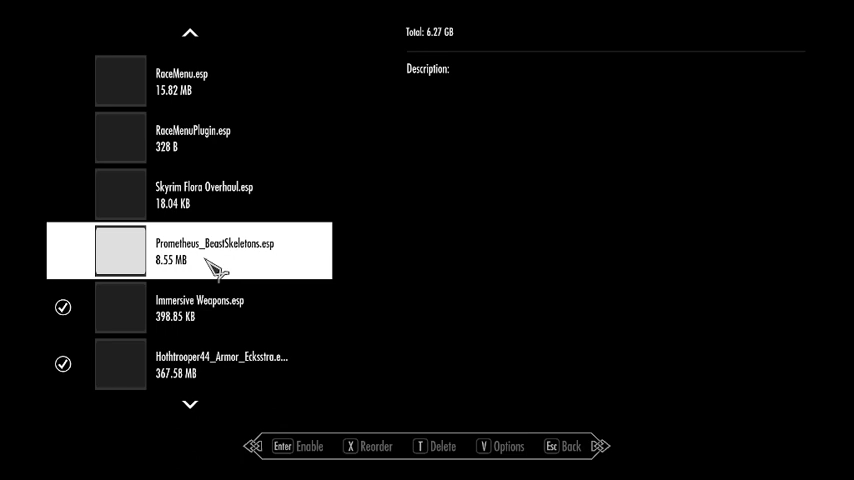 Total: 6.27 GB
Description:
RaceMenu.esp
15.82 MB
RaceMenuPlugin.esp
328 B
Skyrim Flora Overhaul.esp
18.04 KB
Prometheus_BeastSkeletons.esp
8.55 MB
Immersive Weapons.esp
398.85 KB
Hothtrooper44_Armor_Ecksstra.e...
367.58 MB
Enter Enable X Reorder T Delete V Options Esc Back